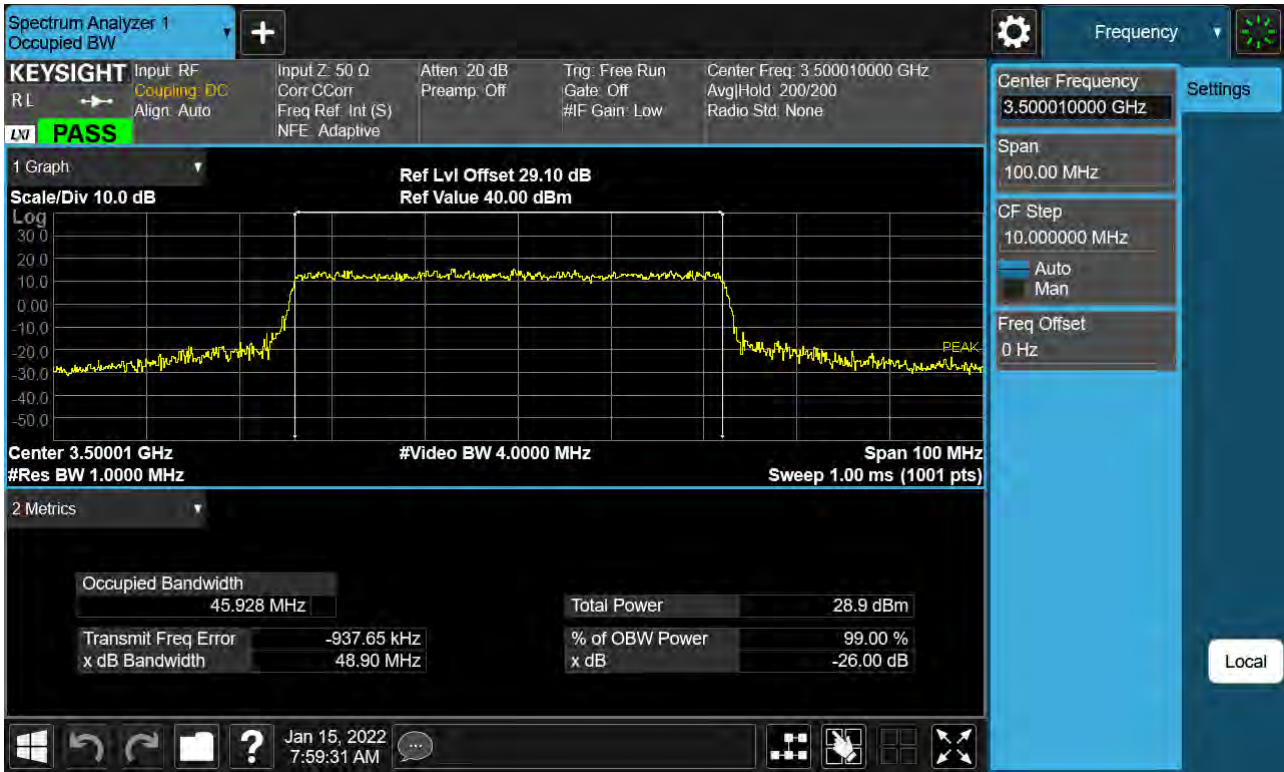 Spectrum Analyzer 1
Occupied BW
+
Frequency
KEYSIGHT
RL
LXI PASS
Input: RF
Coupling: DC
Align: Auto
Input Z: 50 Ω
Corr CCorr
Freq Ref: Int (S)
NFE: Adaptive
Atten: 20 dB
Preamp: Off
Trig: Free Run
Gate: Off
#IF Gain: Low
Center Freq: 3.500010000 GHz
Avg|Hold: 200/200
Radio Std: None
Center Frequency
3.500010000 GHz
Settings
Span
100.00 MHz
CF Step
10.000000 MHz
Auto
Man
Freq Offset
0 Hz
1 Graph
Scale/Div 10.0 dB
Ref Lvl Offset 29.10 dB
Ref Value 40.00 dBm
Log
30.0
20.0
10.0
0.00
-10.0
-20.0
-30.0
-40.0
-50.0
PEAK
Center 3.50001 GHz
#Video BW 4.0000 MHz
Span 100 MHz
#Res BW 1.0000 MHz
Sweep 1.00 ms (1001 pts)
2 Metrics
Occupied Bandwidth
45.928 MHz
Total Power 28.9 dBm
Transmit Freq Error -937.65 kHz
% of OBW Power 99.00 %
x dB Bandwidth 48.90 MHz
x dB -26.00 dB
Local
?
Jan 15, 2022
7:59:31 AM